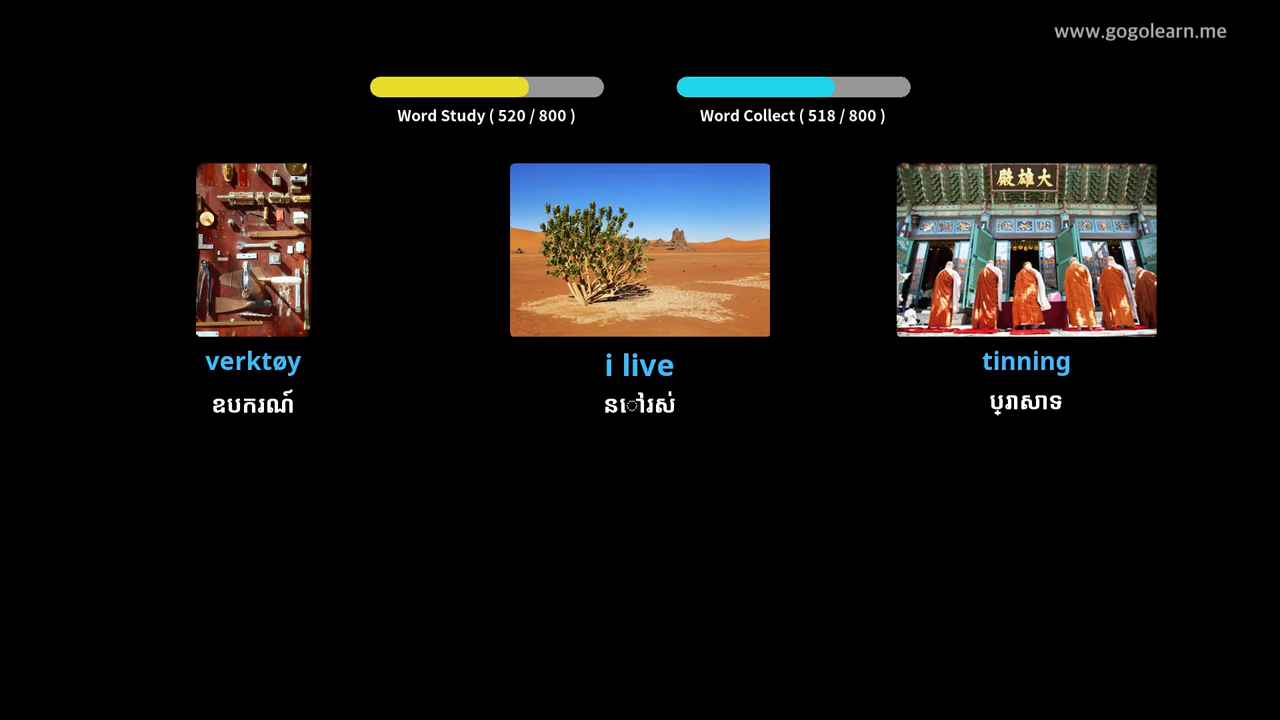 www.gogolearn.me
Word Study ( 520 / 800 )
Word Collect ( 518 / 800 )
大雄殿
verktøy
i live
tinning
ឧបករណ៍
នៅរស់
ប្រាសាទ